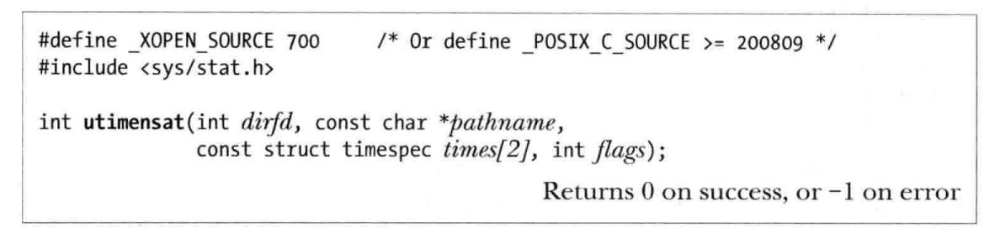 #define _XOPEN_SOURCE 700 /* Or define _POSIX_C_SOURCE >= 200809 */
#include <sys/stat.h>
int utimensat(int dirfd, const char *pathname,
const struct timespec times[2], int flags);
Returns 0 on success, or −1 on error